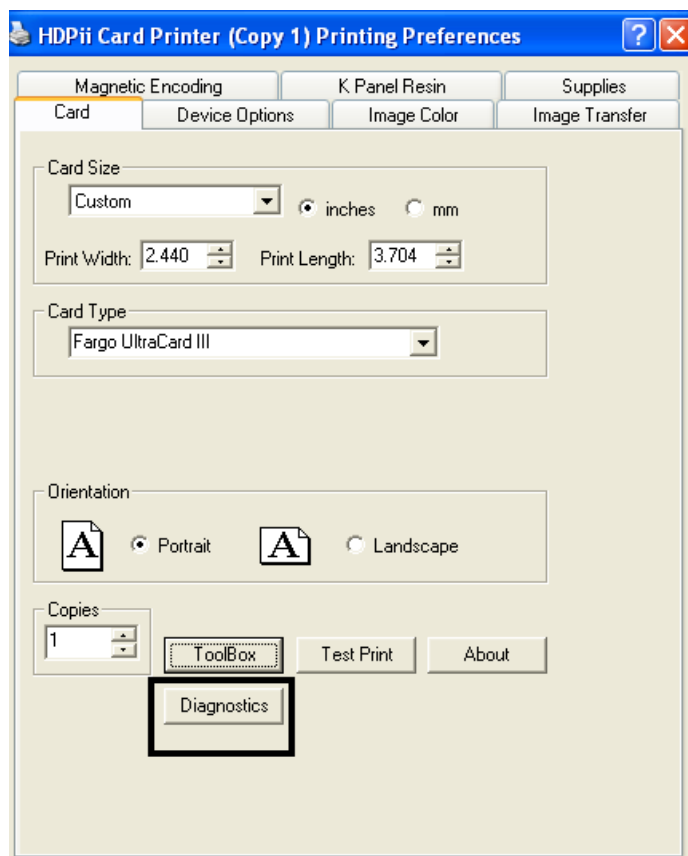 HDPii Card Printer (Copy 1) Printing Preferences
Magnetic Encoding K Panel Resin Supplies
Card Device Options Image Color Image Transfer
Card Size
Custom inches mm
Print Width: 2.440 Print Length: 3.704
Card Type
Fargo UltraCard III
Orientation
A Portrait A Landscape
Copies
1 ToolBox Test Print About
Diagnostics